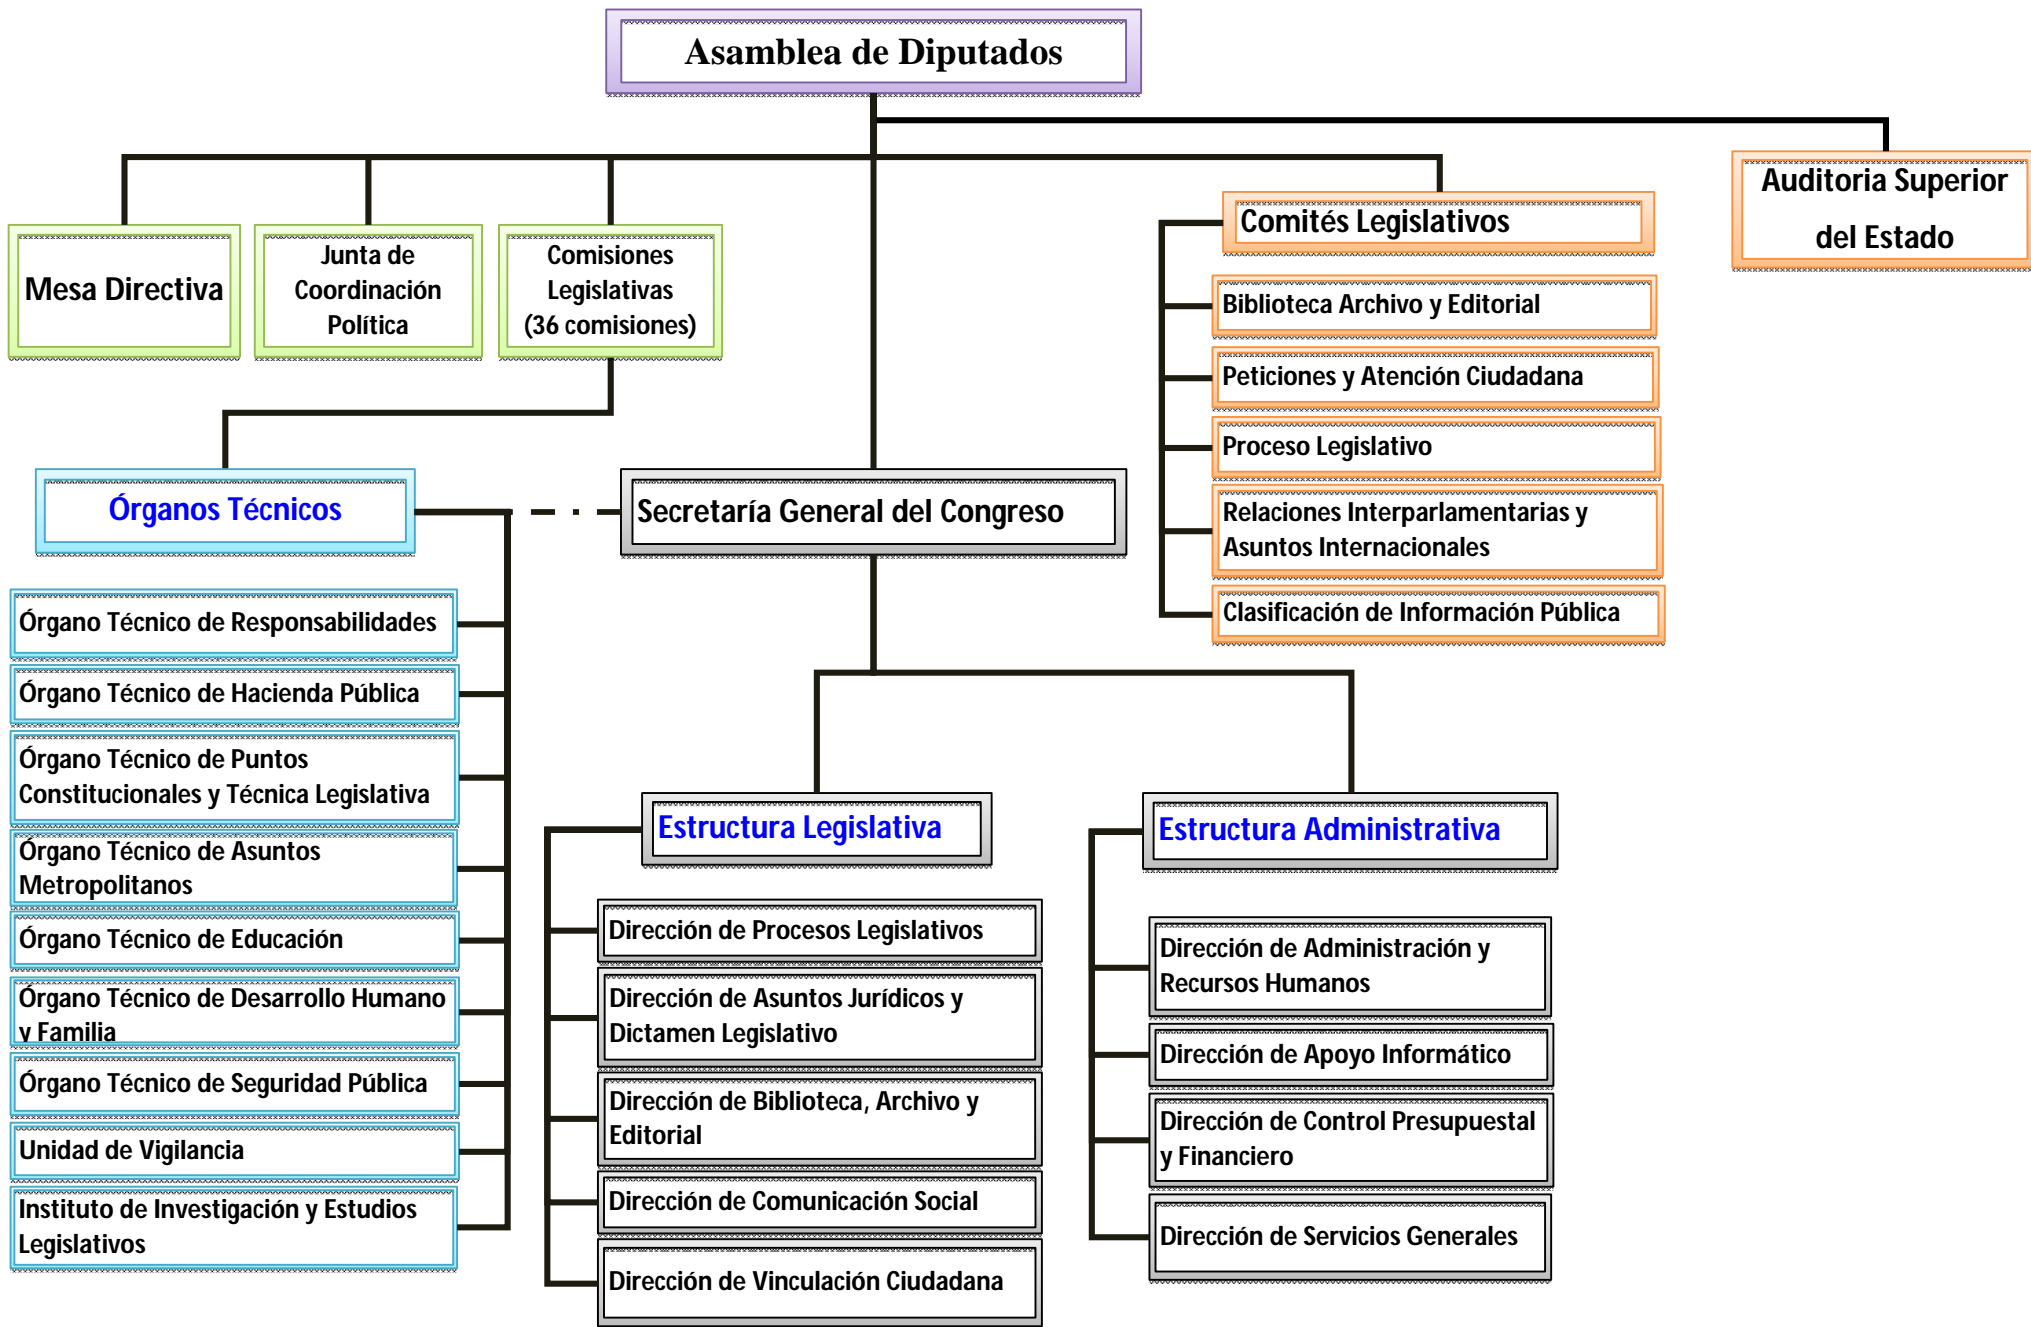 Asamblea de Diputados
Auditoria Superior
del Estado
Mesa Directiva
Junta de
Coordinación
Política
Comisiones
Legislativas
(36 comisiones)
Comités Legislativos
Biblioteca Archivo y Editorial
Peticiones y Atención Ciudadana
Proceso Legislativo
Relaciones Interparlamentarias y
Asuntos Internacionales
Clasificación de Información Pública
Órganos Técnicos
Secretaría General del Congreso
Órgano Técnico de Responsabilidades
Órgano Técnico de Hacienda Pública
Órgano Técnico de Puntos
Constitucionales y Técnica Legislativa
Órgano Técnico de Asuntos
Metropolitanos
Órgano Técnico de Educación
Órgano Técnico de Desarrollo Humano
y Familia
Órgano Técnico de Seguridad Pública
Unidad de Vigilancia
Instituto de Investigación y Estudios
Legislativos
Estructura Legislativa
Dirección de Procesos Legislativos
Dirección de Asuntos Jurídicos y
Dictamen Legislativo
Dirección de Biblioteca, Archivo y
Editorial
Dirección de Comunicación Social
Dirección de Vinculación Ciudadana
Estructura Administrativa
Dirección de Administración y
Recursos Humanos
Dirección de Apoyo Informático
Dirección de Control Presupuestal
y Financiero
Dirección de Servicios Generales